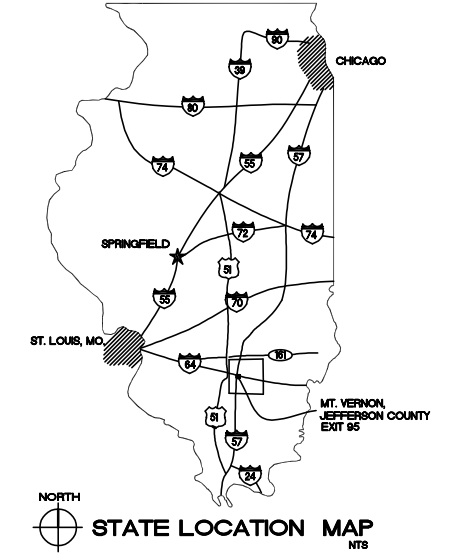 90
CHICAGO
39
80
57
74
55
72
74
SPRINGFIELD
51
55
70
ST. LOUIS, MO.
161
64
MT. VERNON,
JEFFERSON COUNTY
EXIT 95
51
57
24
NORTH
STATE LOCATION MAP
NTS